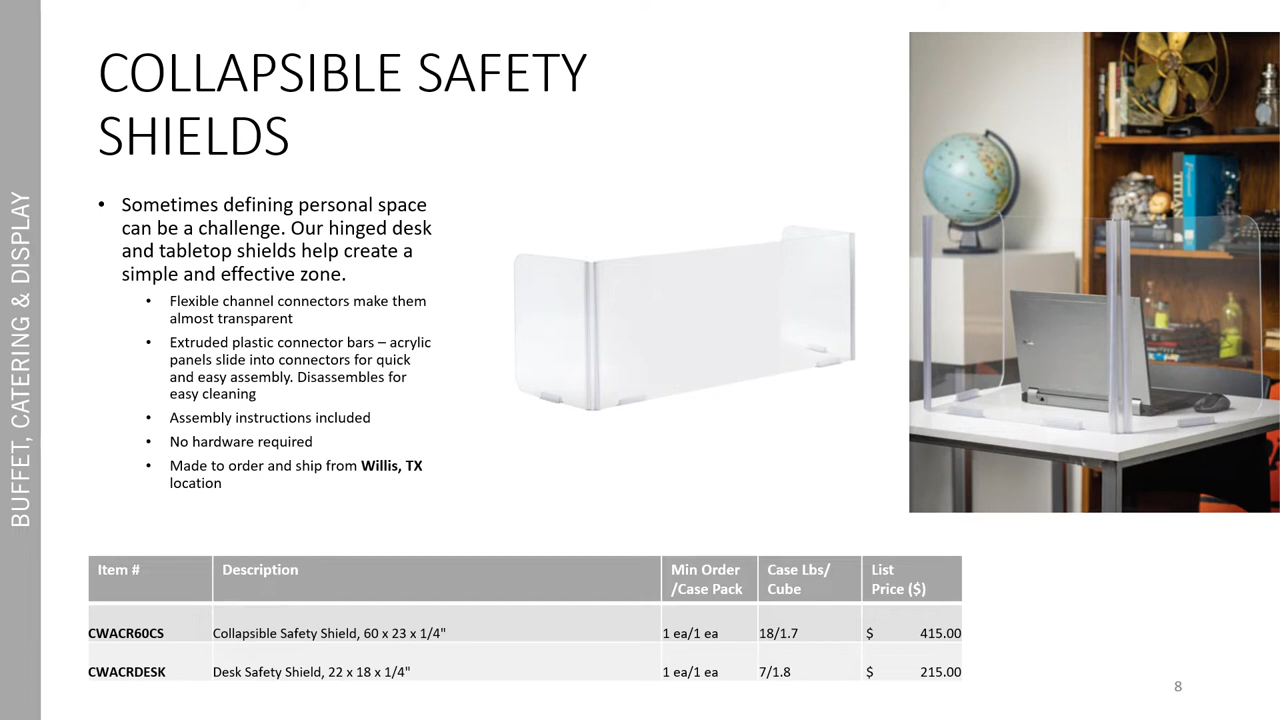 BUFFET, CATERING & DISPLAY
COLLAPSIBLE SAFETY
SHIELDS
• Sometimes defining personal space
can be a challenge. Our hinged desk
and tabletop shields help create a
simple and effective zone.
• Flexible channel connectors make them
almost transparent
• Extruded plastic connector bars – acrylic
panels slide into connectors for quick
and easy assembly. Disassembles for
easy cleaning
• Assembly instructions included
• No hardware required
• Made to order and ship from Willis, TX
location
Item # Description Min Order /Case Pack Case Lbs/ Cube List Price ($)
CWACR60CS Collapsible Safety Shield, 60 x 23 x 1/4" 1 ea/1 ea 18/1.7 $ 415.00
CWACRDESK Desk Safety Shield, 22 x 18 x 1/4" 1 ea/1 ea 7/1.8 $ 215.00
8